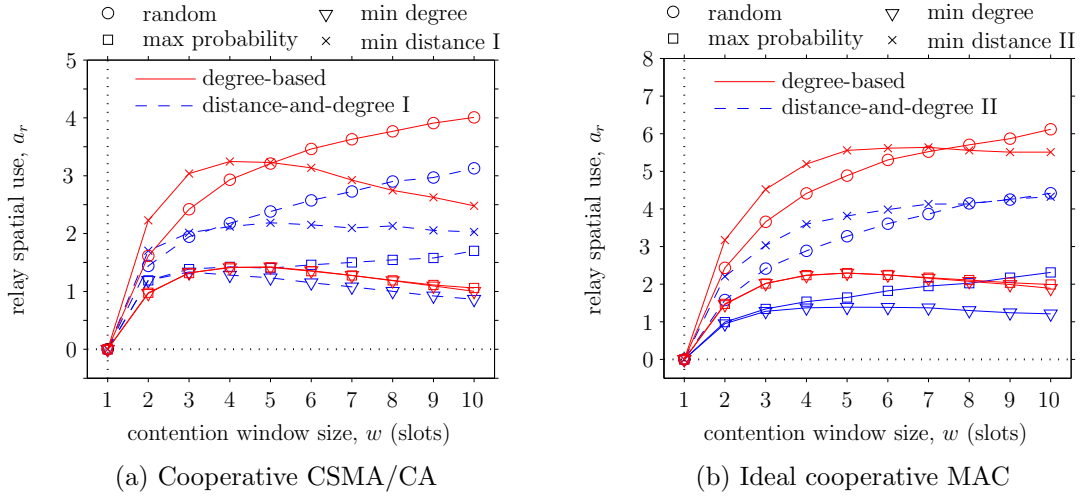 random
min degree
max probability
min distance I
degree-based
distance-and-degree I
5
4
3
2
1
0
relay spatial use, a_r
1 2 3 4 5 6 7 8 9 10
contention window size, w (slots)
(a) Cooperative CSMA/CA
random
min degree
max probability
min distance II
degree-based
distance-and-degree II
8
7
6
5
4
3
2
1
0
relay spatial use, a_r
1 2 3 4 5 6 7 8 9 10
contention window size, w (slots)
(b) Ideal cooperative MAC